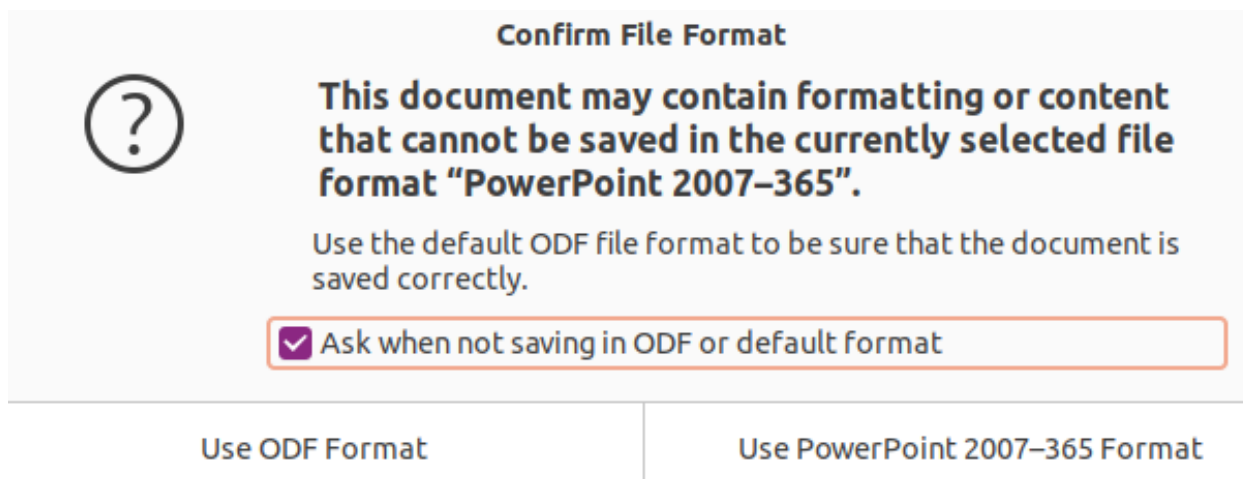 Confirm File Format
This document may contain formatting or content
that cannot be saved in the currently selected file
format “PowerPoint 2007–365”.
Use the default ODF file format to be sure that the document is
saved correctly.
Ask when not saving in ODF or default format
Use ODF Format
Use PowerPoint 2007–365 Format